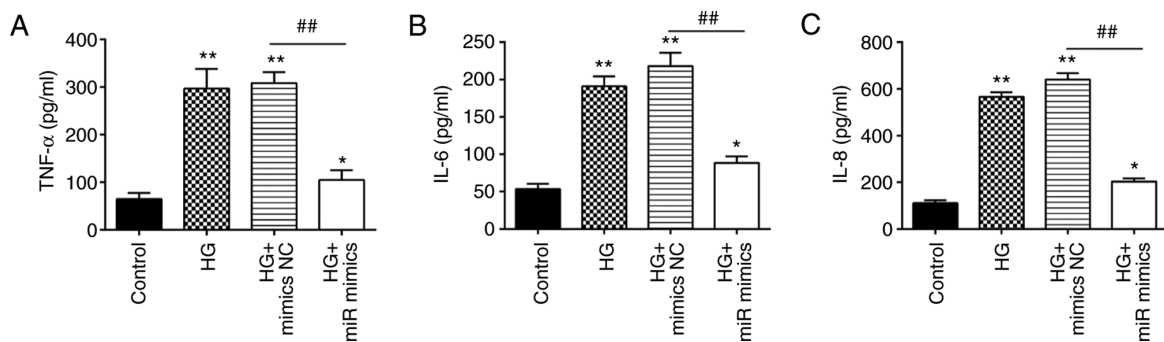 A
TNF-α (pg/ml)
400
300
200
100
0
**
**
##
*
Control
HG
HG+
mimics NC
HG+
miR mimics
B
IL-6 (pg/ml)
250
200
150
100
50
0
**
**
##
*
Control
HG
HG+
mimics NC
HG+
miR mimics
C
IL-8 (pg/ml)
800
600
400
200
0
**
**
##
*
Control
HG
HG+
mimics NC
HG+
miR mimics